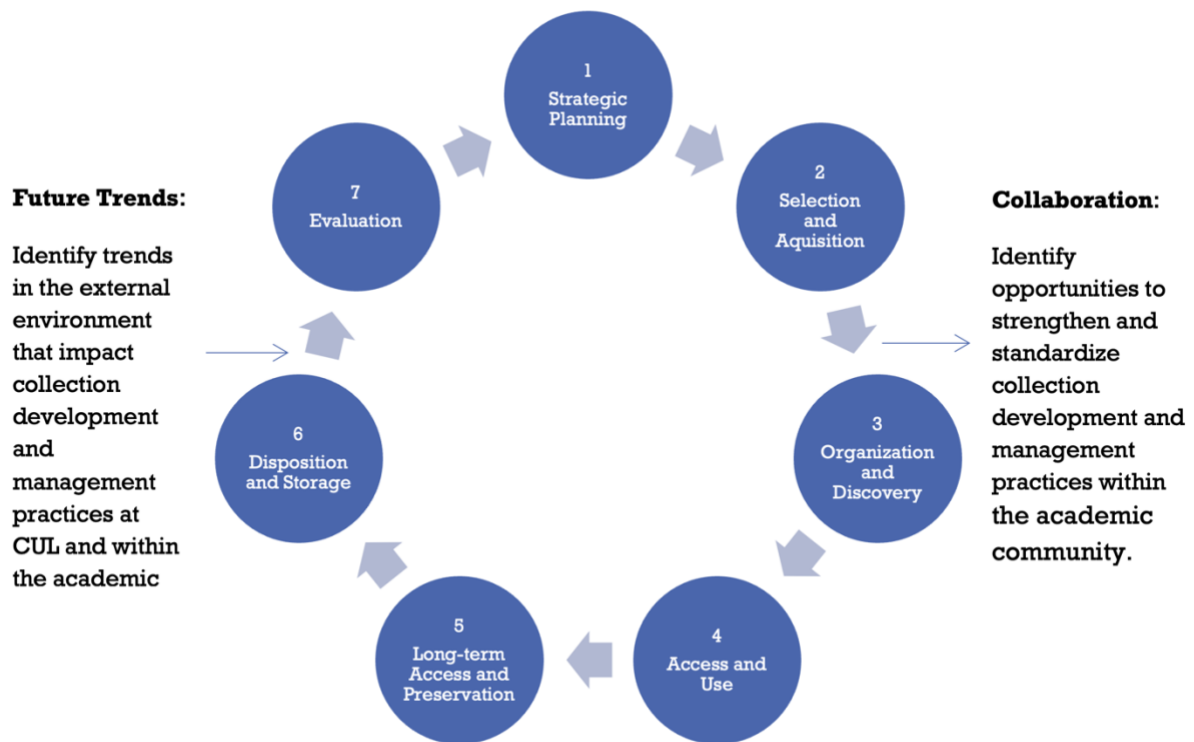 1
Strategic
Planning
2
Selection
and
Aquisition
3
Organization
and
Discovery
4
Access and
Use
5
Long-term
Access and
Preservation
6
Disposition
and Storage
7
Evaluation
Future Trends:
Identify trends
in the external
environment
that impact
collection
development
and
management
practices at
CUL and within
the academic
Collaboration:
Identify
opportunities to
strengthen and
standardize
collection
development and
management
practices within
the academic
community.